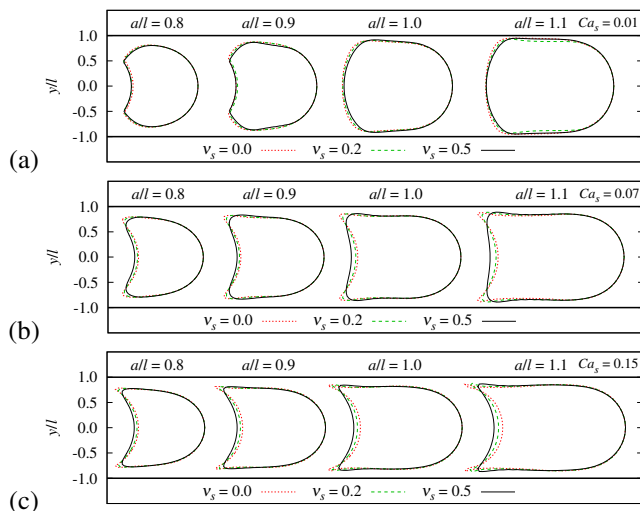 a/l = 0.8 a/l = 0.9 a/l = 1.0 a/l = 1.1 Ca_s = 0.01
1.0
0.5
0.0
-0.5
-1.0
y/l
(a)
ν_s = 0.0 ν_s = 0.2 ν_s = 0.5
a/l = 0.8 a/l = 0.9 a/l = 1.0 a/l = 1.1 Ca_s = 0.07
1.0
0.5
0.0
-0.5
-1.0
y/l
(b)
ν_s = 0.0 ν_s = 0.2 ν_s = 0.5
a/l = 0.8 a/l = 0.9 a/l = 1.0 a/l = 1.1 Ca_s = 0.15
1.0
0.5
0.0
-0.5
-1.0
y/l
(c)
ν_s = 0.0 ν_s = 0.2 ν_s = 0.5